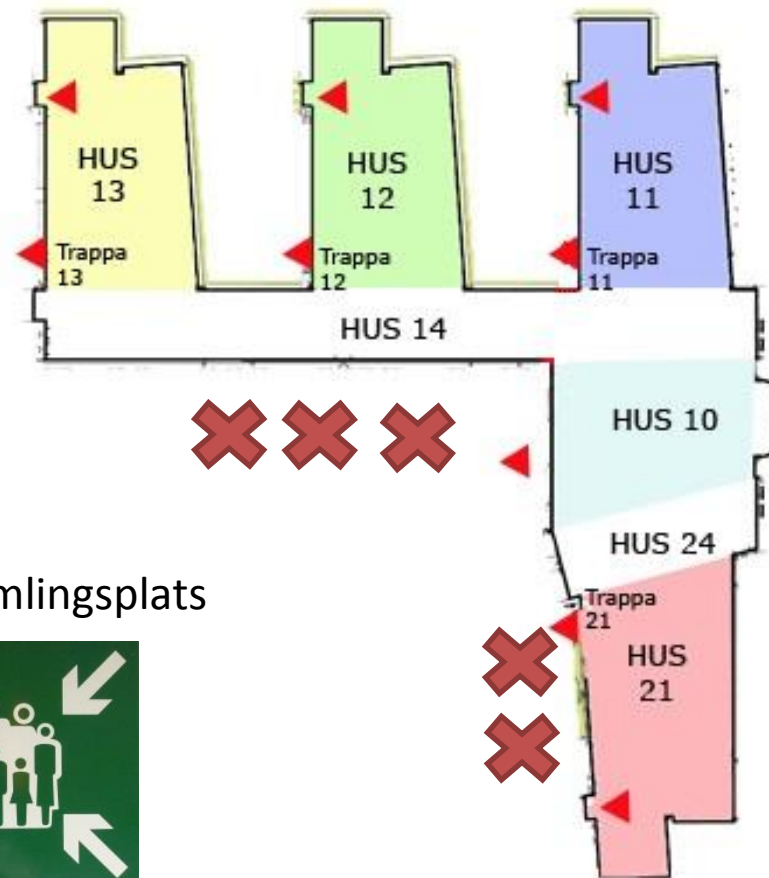 HUS
13
HUS
12
HUS
11
Trappa
13
Trappa
12
Trappa
11
HUS 14
HUS 10
HUS 24
mlingsplats
Trappa
21
HUS
21